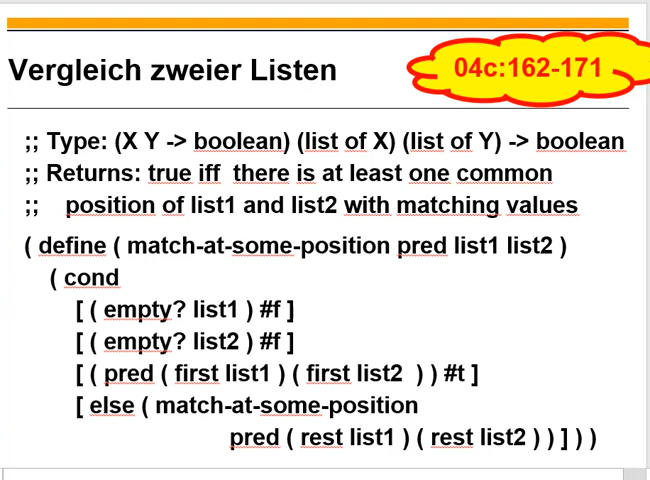 Vergleich zweier Listen
04c:162-171
;; Type: (X Y -> boolean) (list of X) (list of Y) -> boolean
;; Returns: true iff there is at least one common
;; position of list1 and list2 with matching values
( define ( match-at-some-position pred list1 list2 )
( cond
[ ( empty? list1 ) #f ]
[ ( empty? list2 ) #f ]
[ ( pred ( first list1 ) ( first list2 ) ) #t ]
[ else ( match-at-some-position
pred ( rest list1 ) ( rest list2 ) ) ] ) )